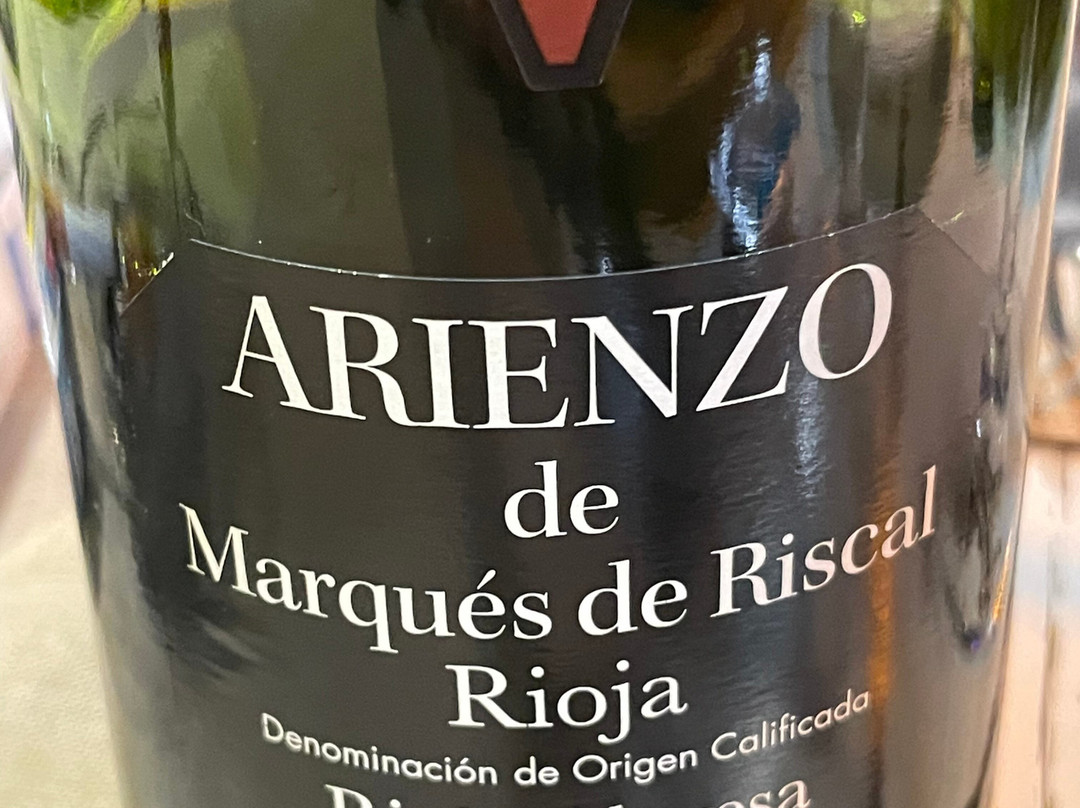 ARIENZO
de
Marqués de Riscal
Rioja
Denominación de Origen Calificada